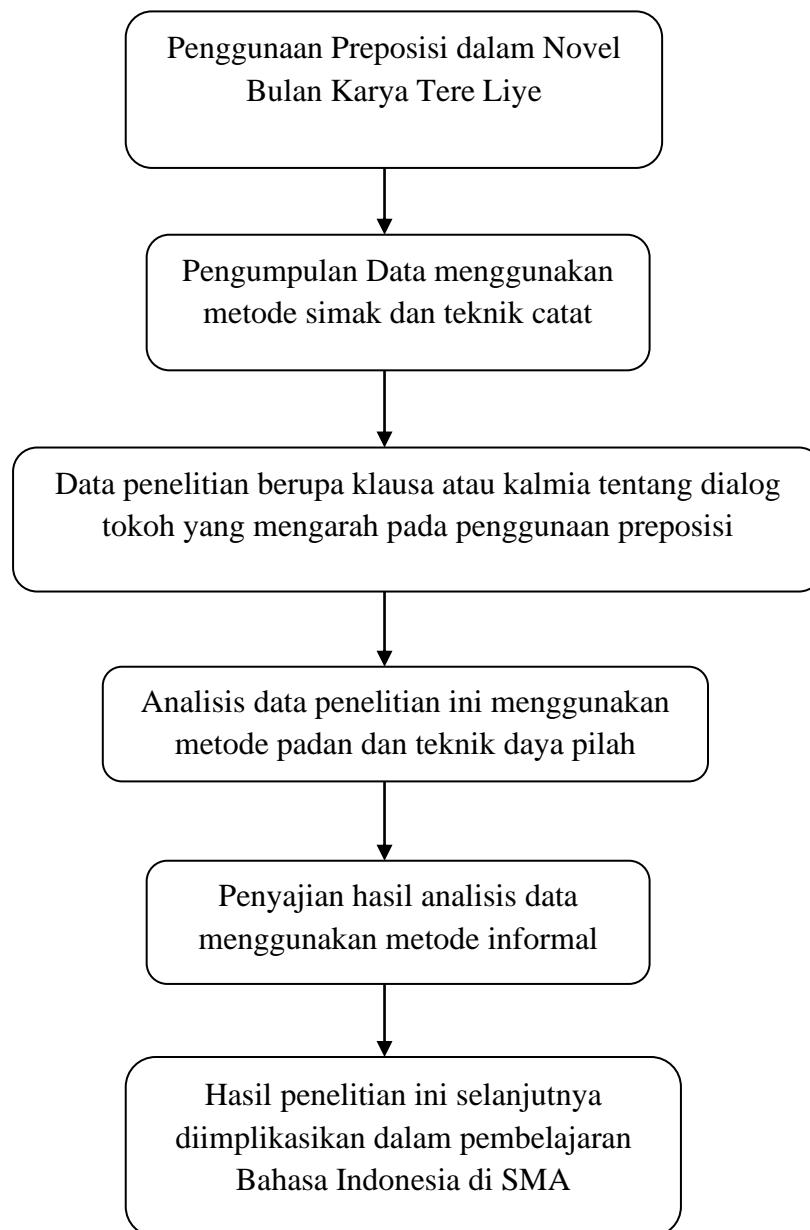 Penggunaan Preposisi dalam Novel
Bulan Karya Tere Liye
Pengumpulan Data menggunakan
metode simak dan teknik catat
Data penelitian berupa klausa atau kalmia tentang dialog
tokoh yang mengarah pada penggunaan preposisi
Analisis data penelitian ini menggunakan
metode padan dan teknik daya pilah
Penyajian hasil analisis data
menggunakan metode informal
Hasil penelitian ini selanjutnya
diimplikasikan dalam pembelajaran
Bahasa Indonesia di SMA